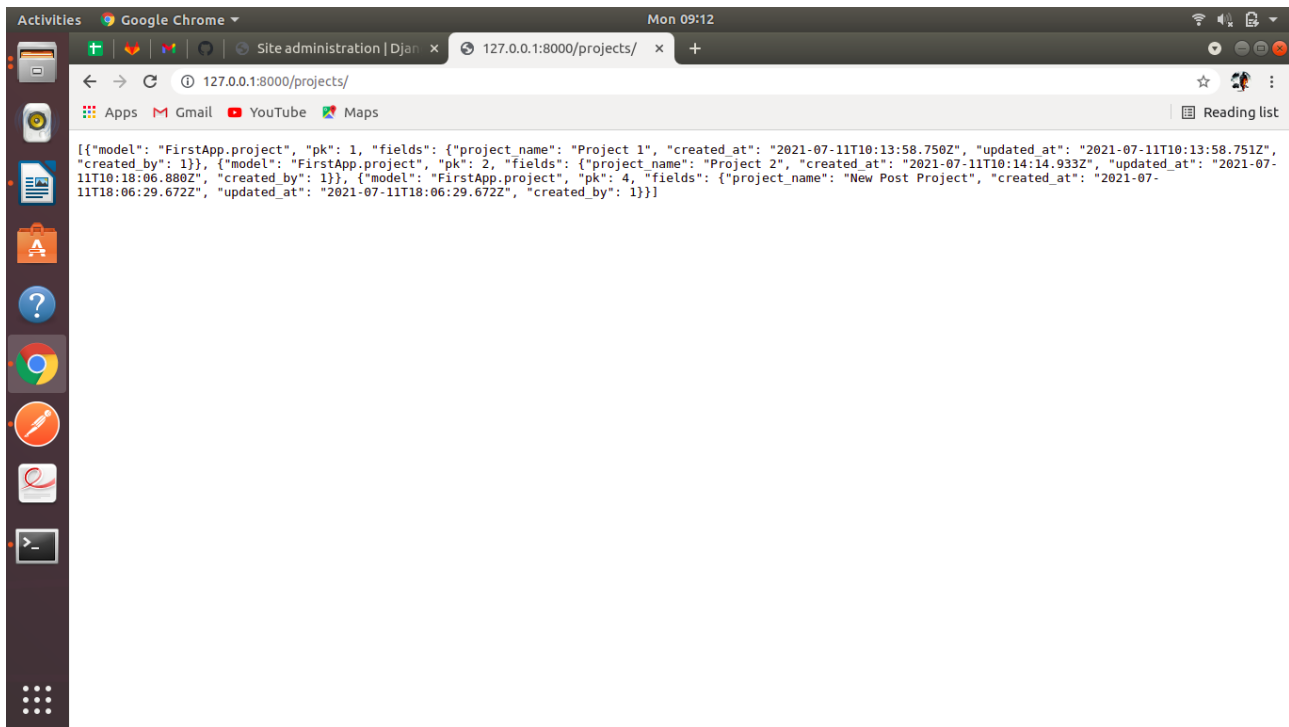 Activities Google Chrome Mon 09:12
Site administration | Djan 127.0.0.1:8000/projects/
127.0.0.1:8000/projects/
Apps Gmail YouTube Maps Reading list
[{"model": "FirstApp.project", "pk": 1, "fields": {"project_name": "Project 1", "created_at": "2021-07-11T10:13:58.750Z", "updated_at": "2021-07-11T10:13:58.751Z",
"created_by": 1}}, {"model": "FirstApp.project", "pk": 2, "fields": {"project_name": "Project 2", "created_at": "2021-07-11T10:14:14.933Z", "updated_at": "2021-07-
11T10:18:06.880Z", "created_by": 1}}, {"model": "FirstApp.project", "pk": 4, "fields": {"project_name": "New Post Project", "created_at": "2021-07-
11T18:06:29.672Z", "updated_at": "2021-07-11T18:06:29.672Z", "created_by": 1}}]